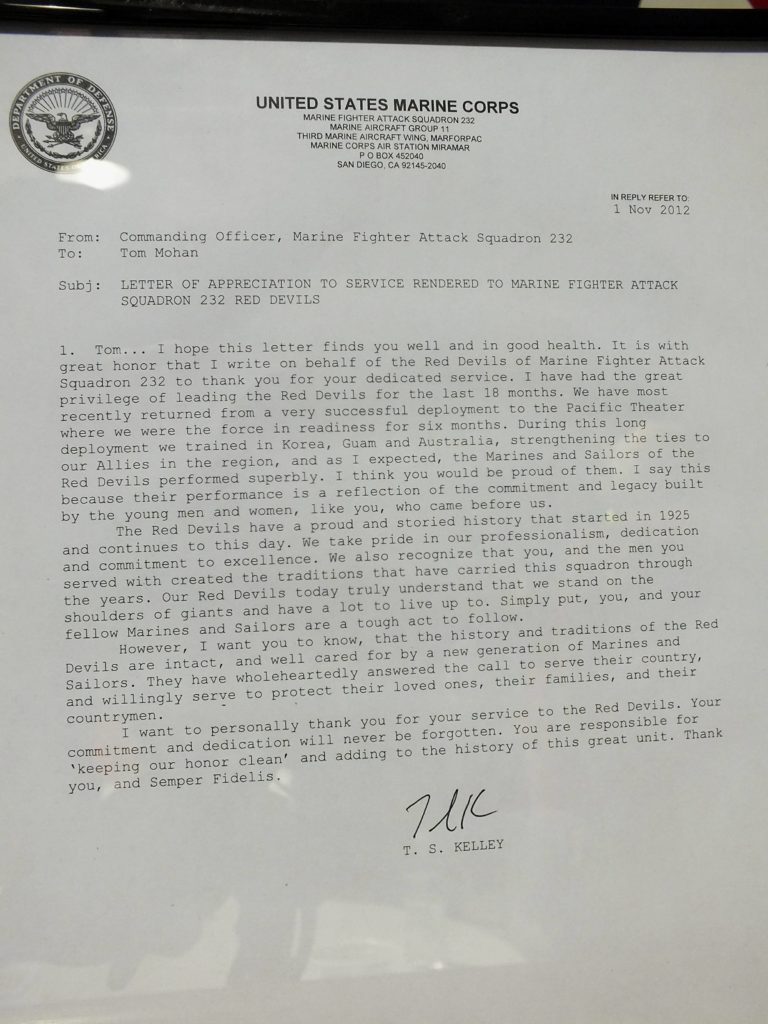 DEPARTMENT OF DEFENSE
UNITED STATES MARINE CORPS
MARINE FIGHTER ATTACK SQUADRON 232
MARINE AIRCRAFT GROUP 11
THIRD MARINE AIRCRAFT WING, MARFORPAC
MARINE CORPS AIR STATION MIRAMAR
P O BOX 452040
SAN DIEGO, CA 92145-2040
IN REPLY REFER TO:
1 Nov 2012
From: Commanding Officer, Marine Fighter Attack Squadron 232
To: Tom Mohan
Subj: LETTER OF APPRECIATION TO SERVICE RENDERED TO MARINE FIGHTER ATTACK
SQUADRON 232 RED DEVILS
1. Tom... I hope this letter finds you well and in good health. It is with
great honor that I write on behalf of the Red Devils of Marine Fighter Attack
Squadron 232 to thank you for your dedicated service. I have had the great
privilege of leading the Red Devils for the last 18 months. We have most
recently returned from a very successful deployment to the Pacific Theater
where we were the force in readiness for six months. During this long
deployment we trained in Korea, Guam and Australia, strengthening the ties to
our Allies in the region, and as I expected, the Marines and Sailors of the
Red Devils performed superbly. I think you would be proud of them. I say this
because their performance is a reflection of the commitment and legacy built
by the young men and women, like you, who came before us.
The Red Devils have a proud and storied history that started in 1925
and continues to this day. We take pride in our professionalism, dedication
and commitment to excellence. We also recognize that you, and the men you
served with created the traditions that have carried this squadron through
the years. Our Red Devils today truly understand that we stand on the
shoulders of giants and have a lot to live up to. Simply put, you, and your
fellow Marines and Sailors are a tough act to follow.
However, I want you to know, that the history and traditions of the Red
Devils are intact, and well cared for by a new generation of Marines and
Sailors. They have wholeheartedly answered the call to serve their country,
and willingly serve to protect their loved ones, their families, and their
countrymen.
I want to personally thank you for your service to the Red Devils. Your
commitment and dedication will never be forgotten. You are responsible for
'keeping our honor clean' and adding to the history of this great unit. Thank
you, and Semper Fidelis.
T. S. KELLEY